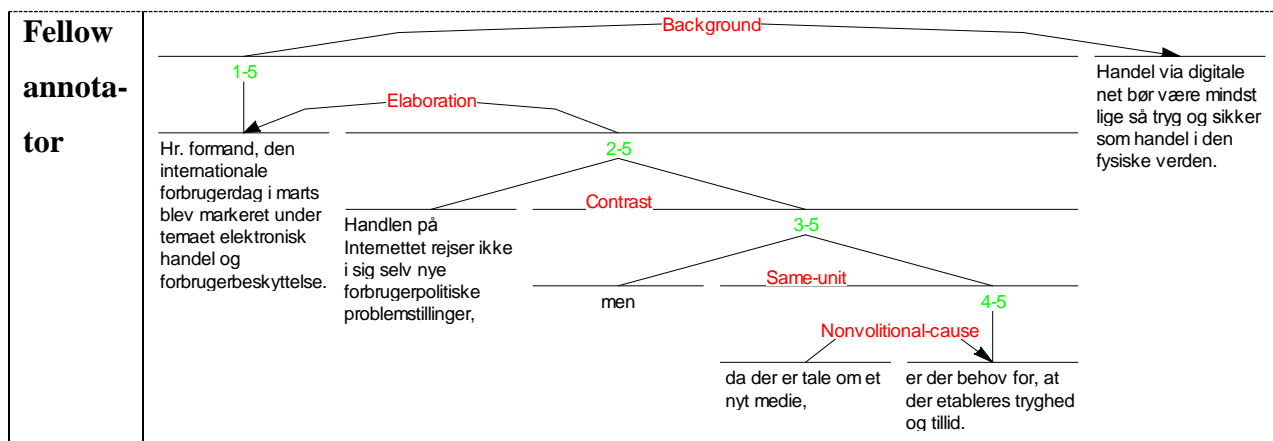 Fellow
annota-
tor
Background
1-5
Handel via digitale
net bør være mindst
lige så tryg og sikker
som handel i den
fysiske verden.
Elaboration
Hr. formand, den
internationale
forbrugerdag i marts
blev markeret under
temaet elektronisk
handel og
forbrugerbeskyttelse.
2-5
Contrast
Handlen på
Internettet rejser ikke
i sig selv nye
forbrugerpolitiske
problemstillinger,
3-5
Same-unit
men
4-5
Nonvolitional-cause
da der er tale om et
nyt medie,
er der behov for, at
der etableres tryghed
og tillid.